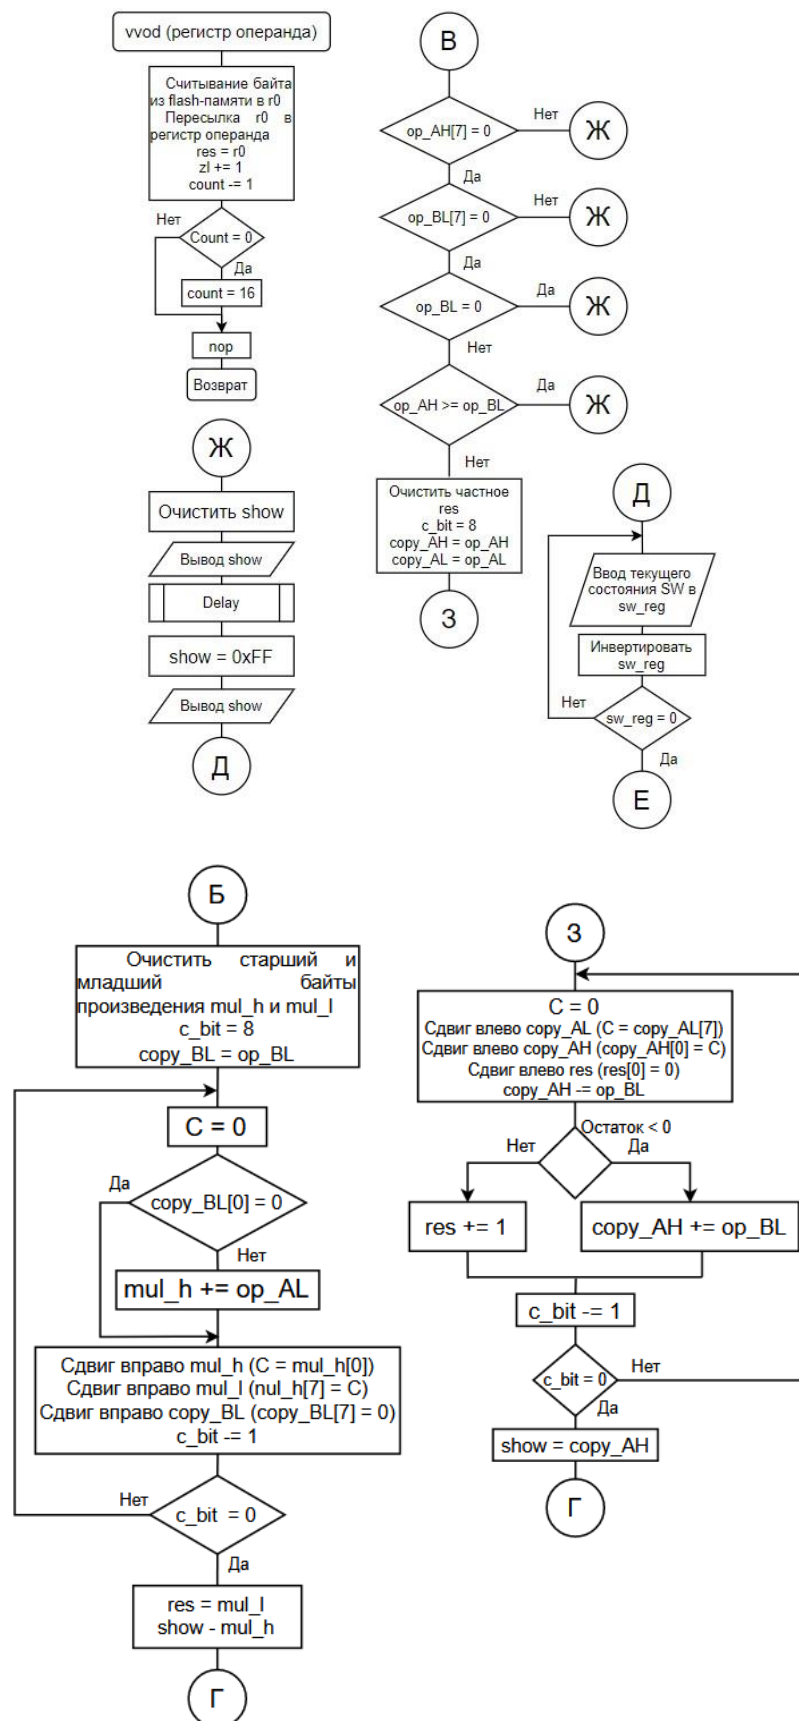 vvod (регистр операнда)
Считывание байта
из flash-памяти в r0
Пересылка r0 в
регистр операнда
res = r0
zl += 1
count -= 1
Нет
Count = 0
Да
count = 16
nop
Возврат
Ж
Очистить show
Вывод show
Delay
show = 0xFF
Вывод show
Д
В
op_AH[7] = 0
Нет
Ж
Да
op_BL[7] = 0
Нет
Ж
Да
op_BL = 0
Да
Ж
Нет
op_AH >= op_BL
Да
Ж
Нет
Очистить частное
res
c_bit = 8
copy_AH = op_AH
copy_AL = op_AL
З
Д
Ввод текущего
состояния SW в
sw_reg
Инвертировать
sw_reg
Нет
sw_reg = 0
Да
Е
Б
Очистить старший и
младший байты
произведения mul_h и mul_l
c_bit = 8
copy_BL = op_BL
C = 0
Да
copy_BL[0] = 0
Нет
mul_h += op_AL
Сдвиг вправо mul_h (C = mul_h[0])
Сдвиг вправо mul_l (nul_h[7] = C)
Сдвиг вправо copy_BL (copy_BL[7] = 0)
c_bit -= 1
Нет
c_bit = 0
Да
res = mul_l
show - mul_h
Г
З
C = 0
Сдвиг влево copy_AL (C = copy_AL[7])
Сдвиг влево copy_AH (copy_AH[0] = C)
Сдвиг влево res (res[0] = 0)
copy_AH -= op_BL
Остаток < 0
Нет
Да
res += 1
copy_AH += op_BL
c_bit -= 1
c_bit = 0
Нет
Да
show = copy_AH
Г